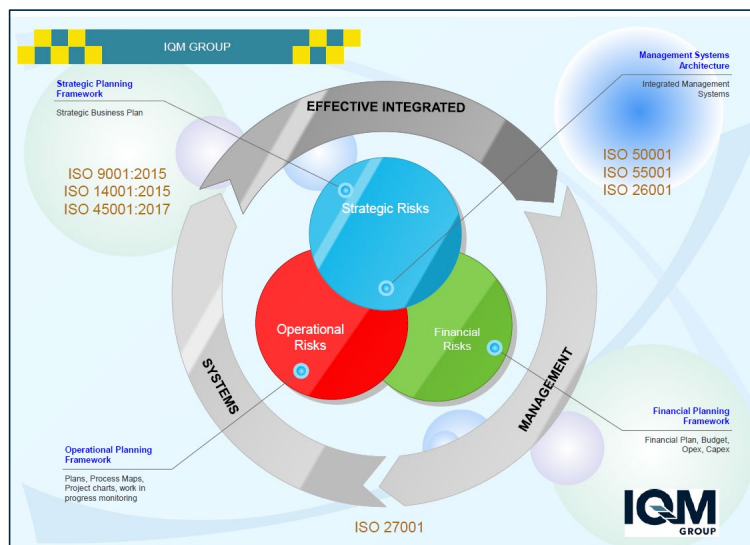 IQM GROUP
Management Systems
Architecture
Integrated Management
Systems
Strategic Planning
Framework
Strategic Business Plan
EFFECTIVE INTEGRATED
ISO 9001:2015
ISO 14001:2015
ISO 45001:2017
ISO 50001
ISO 55001
ISO 26001
Strategic Risks
Operational
Risks
Financial
Risks
SYSTEMS
MANAGEMENT
Operational Planning
Framework
Plans, Process Maps,
Project charts, work in
progress monitoring
Financial Planning
Framework
Financial Plan, Budget,
Opex, Capex
ISO 27001
IQM
GROUP